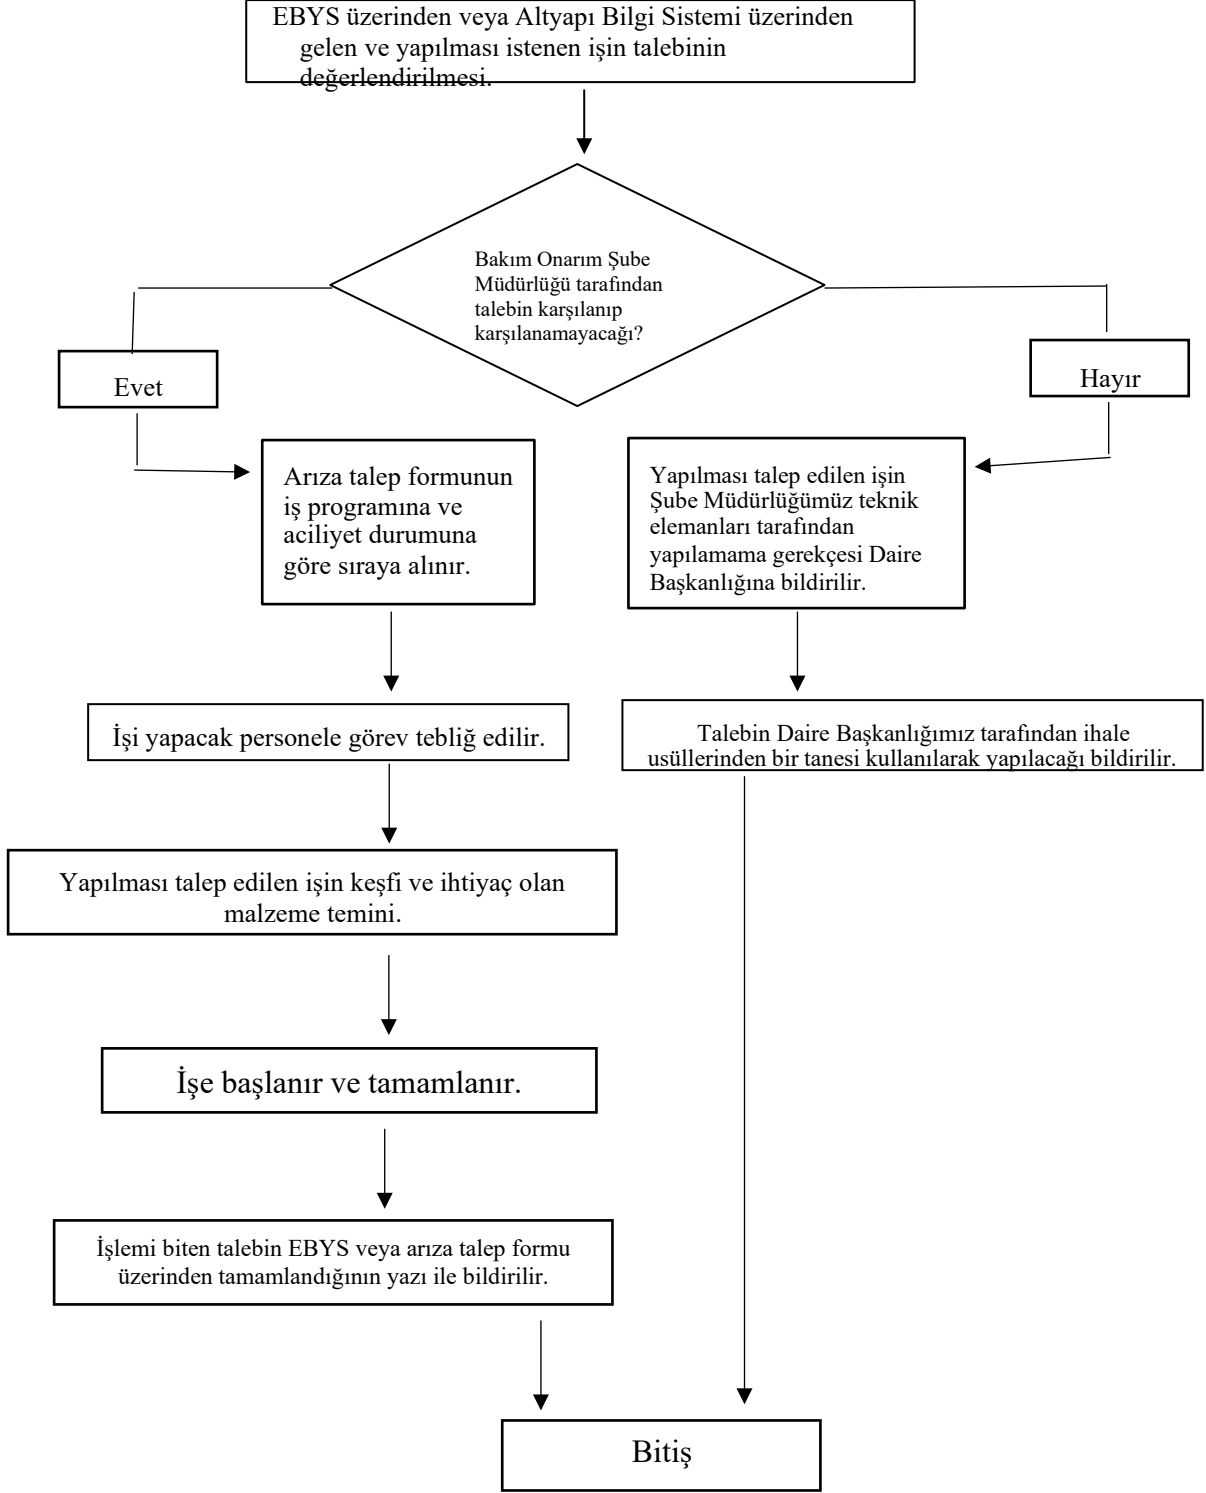 EBYS üzerinden veya Altyapı Bilgi Sistemi üzerinden
gelen ve yapılması istenen işin talebinin
değerlendirilmesi.
Bakım Onarım Şube
Müdürlüğü tarafından
talebin karşılanıp
karşılanamayacağı?
Evet
Hayır
Arıza talep formunun
iş programına ve
aciliyet durumuna
göre sıraya alınır.
Yapılması talep edilen işin
Şube Müdürlüğümüz teknik
elemanları tarafından
yapılamama gerekçesi Daire
Başkanlığına bildirilir.
İşi yapacak personele görev tebliğ edilir.
Talebin Daire Başkanlığımız tarafından ihale
usüllerinden bir tanesi kullanılarak yapılacağı bildirilir.
Yapılması talep edilen işin keşfi ve ihtiyaç olan
malzeme temini.
İşe başlanır ve tamamlanır.
İşlemi biten talebin EBYS veya arıza talep formu
üzerinden tamamlandığının yazı ile bildirilir.
Bitiş